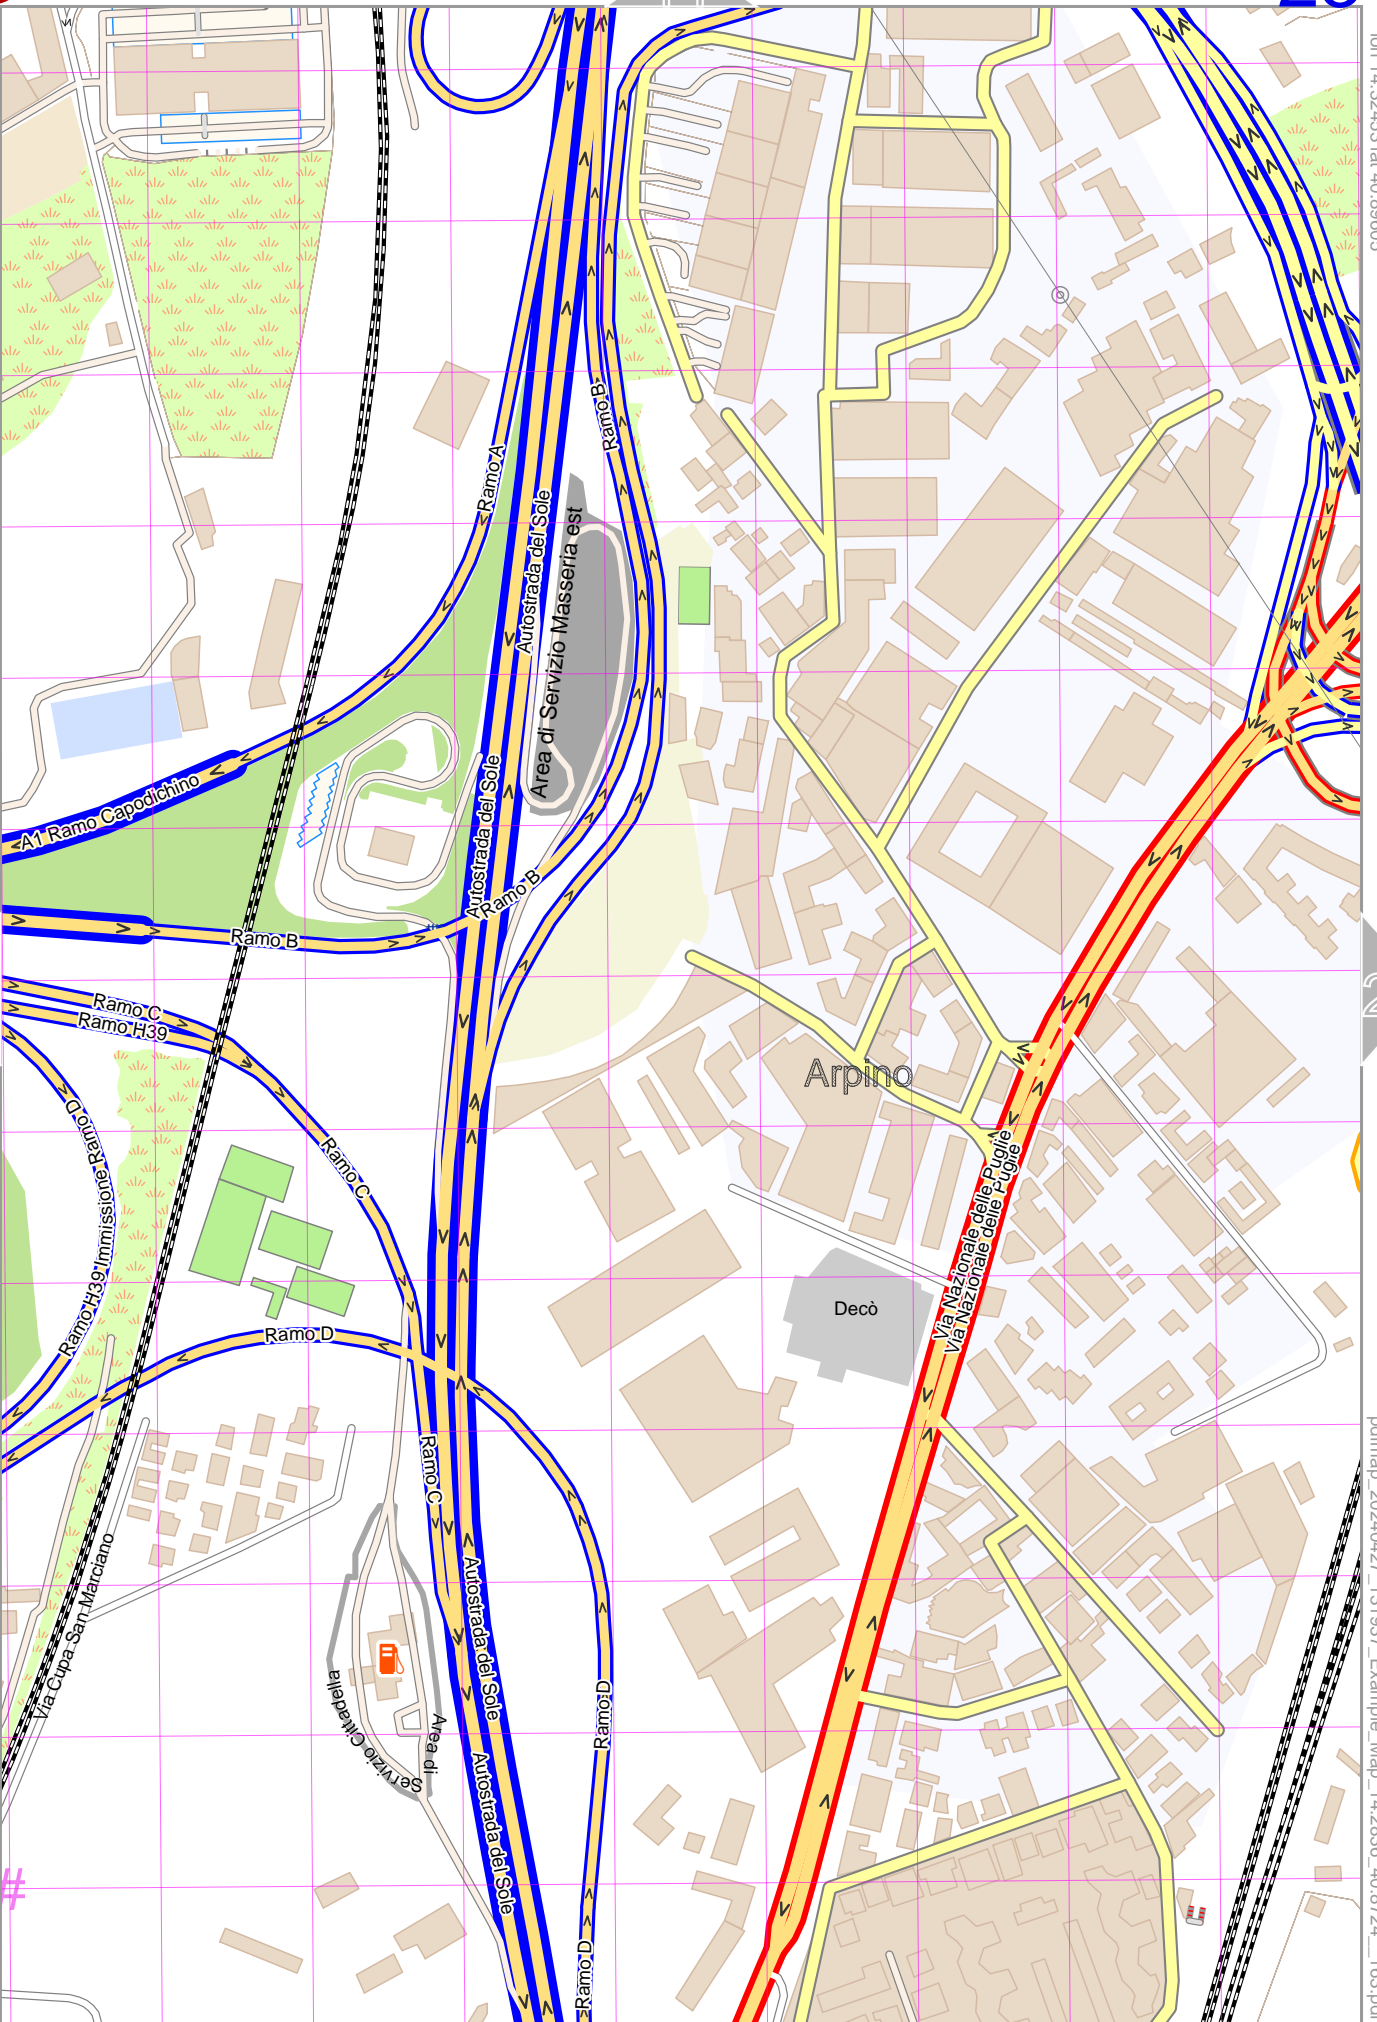 Ramo A
Ramo B
Autostrada del Sole
Area di Servizio Masseria est
A1 Ramo Capodichino
Autostrada del Sole
Ramo B
Ramo B
Ramo C
Ramo H39
Arpino
Ramo H39 Immissione Ramo D
Ramo C
Via Nazionale delle Puglie
Via Nazionale delle Puglie
Decò
Ramo D
Ramo C
Via Cupa San Marciano
Autostrada del Sole
Area di
Servizio Cittadella
Ramo D
Autostrada del Sole
#
Ramo D